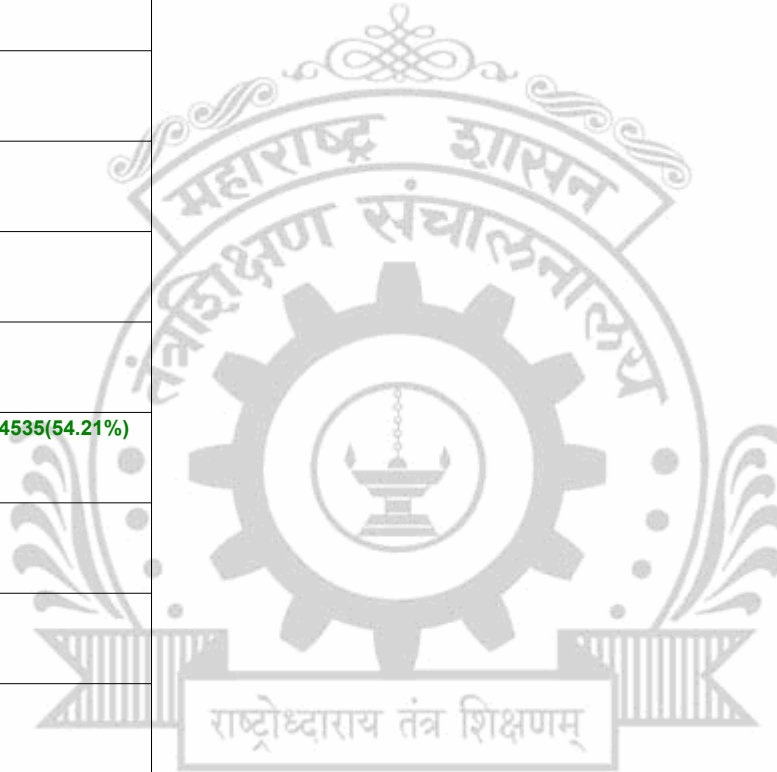 महाराष्ट्र शासन
तंत्रशिक्षण संचालनालय
4535(54.21%)
राष्ट्रोध्दाराय तंत्र शिक्षणम्